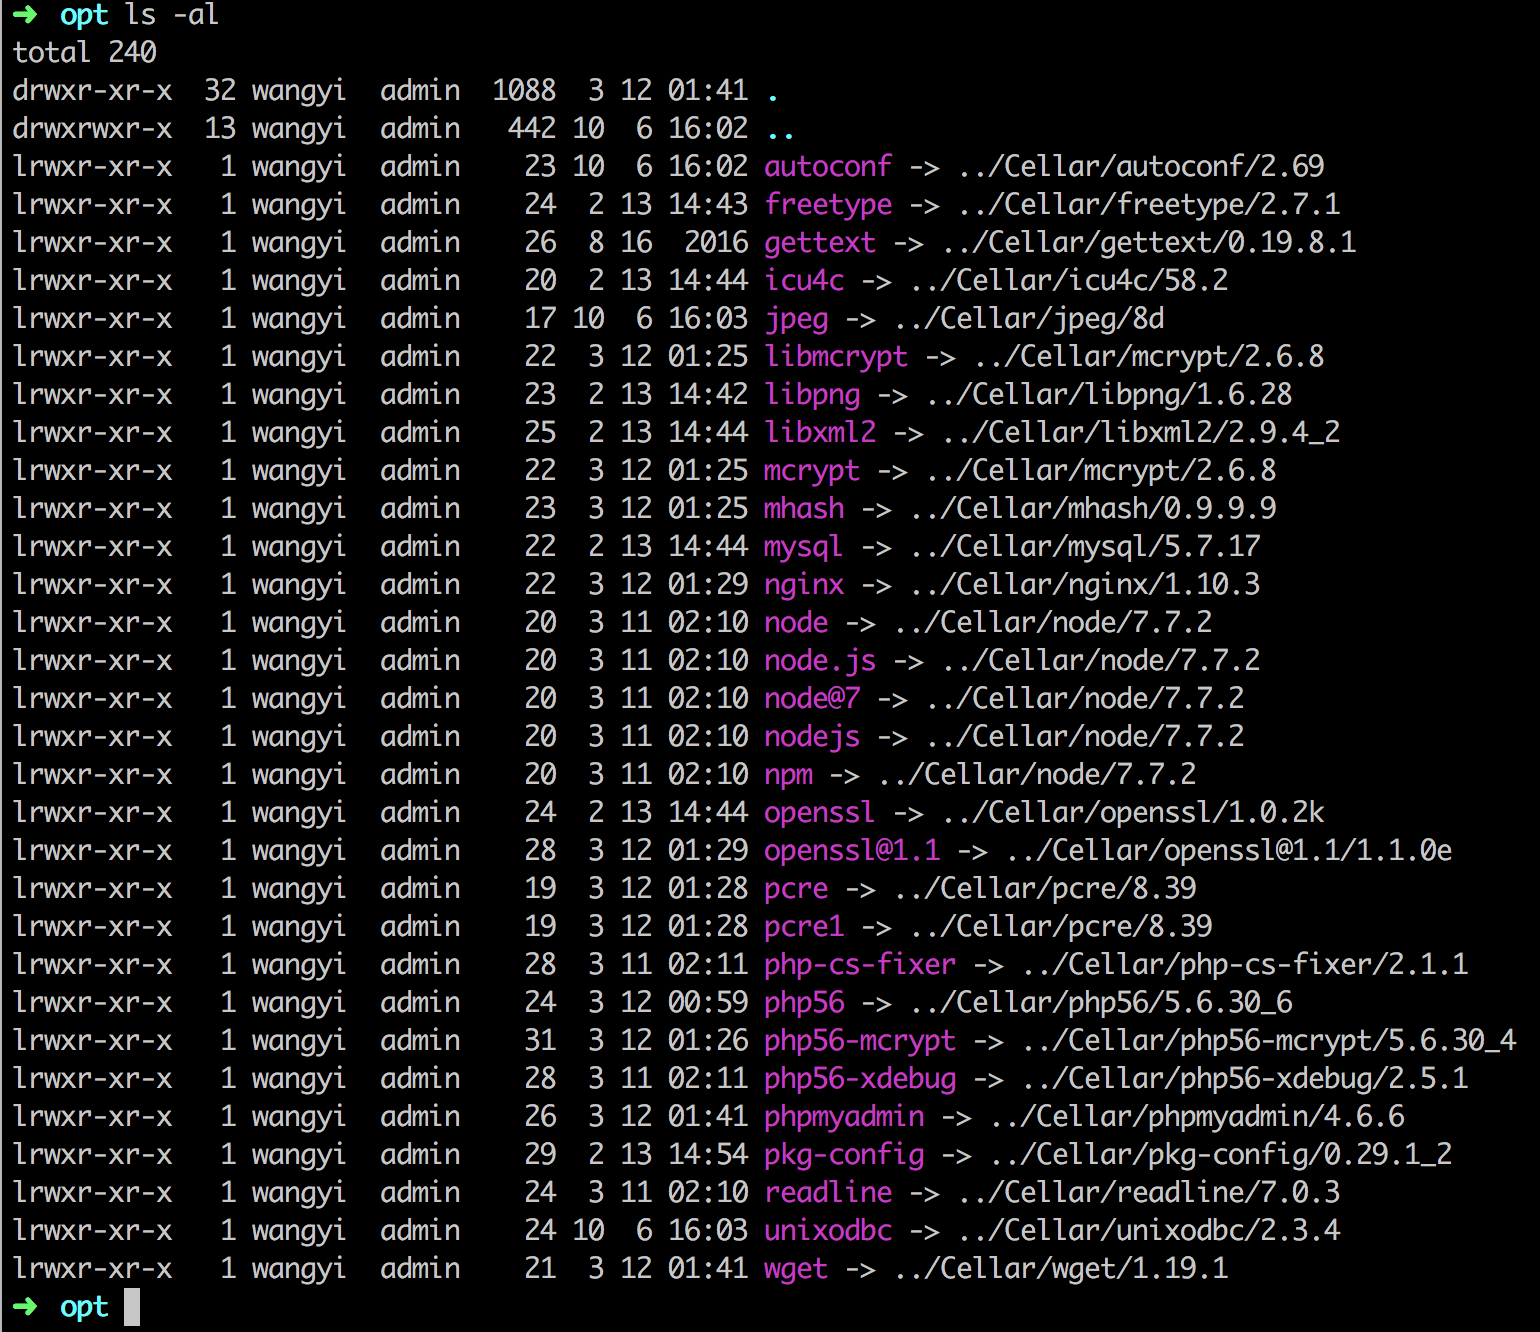 ➜  opt ls -al
total 240
drwxr-xr-x  32 wangyi  admin  1088  3 12 01:41 .
drwxrwxr-x  13 wangyi  admin   442 10  6 16:02 ..
lrwxr-xr-x   1 wangyi  admin    23 10  6 16:02 autoconf -> ../Cellar/autoconf/2.69
lrwxr-xr-x   1 wangyi  admin    24  2 13 14:43 freetype -> ../Cellar/freetype/2.7.1
lrwxr-xr-x   1 wangyi  admin    26  8 16  2016 gettext -> ../Cellar/gettext/0.19.8.1
lrwxr-xr-x   1 wangyi  admin    20  2 13 14:44 icu4c -> ../Cellar/icu4c/58.2
lrwxr-xr-x   1 wangyi  admin    17 10  6 16:03 jpeg -> ../Cellar/jpeg/8d
lrwxr-xr-x   1 wangyi  admin    22  3 12 01:25 libmcrypt -> ../Cellar/mcrypt/2.6.8
lrwxr-xr-x   1 wangyi  admin    23  2 13 14:42 libpng -> ../Cellar/libpng/1.6.28
lrwxr-xr-x   1 wangyi  admin    25  2 13 14:44 libxml2 -> ../Cellar/libxml2/2.9.4_2
lrwxr-xr-x   1 wangyi  admin    22  3 12 01:25 mcrypt -> ../Cellar/mcrypt/2.6.8
lrwxr-xr-x   1 wangyi  admin    23  3 12 01:25 mhash -> ../Cellar/mhash/0.9.9.9
lrwxr-xr-x   1 wangyi  admin    22  2 13 14:44 mysql -> ../Cellar/mysql/5.7.17
lrwxr-xr-x   1 wangyi  admin    22  3 12 01:29 nginx -> ../Cellar/nginx/1.10.3
lrwxr-xr-x   1 wangyi  admin    20  3 11 02:10 node -> ../Cellar/node/7.7.2
lrwxr-xr-x   1 wangyi  admin    20  3 11 02:10 node.js -> ../Cellar/node/7.7.2
lrwxr-xr-x   1 wangyi  admin    20  3 11 02:10 node@7 -> ../Cellar/node/7.7.2
lrwxr-xr-x   1 wangyi  admin    20  3 11 02:10 nodejs -> ../Cellar/node/7.7.2
lrwxr-xr-x   1 wangyi  admin    20  3 11 02:10 npm -> ../Cellar/node/7.7.2
lrwxr-xr-x   1 wangyi  admin    24  2 13 14:44 openssl -> ../Cellar/openssl/1.0.2k
lrwxr-xr-x   1 wangyi  admin    28  3 12 01:29 openssl@1.1 -> ../Cellar/openssl@1.1/1.1.0e
lrwxr-xr-x   1 wangyi  admin    19  3 12 01:28 pcre -> ../Cellar/pcre/8.39
lrwxr-xr-x   1 wangyi  admin    19  3 12 01:28 pcre1 -> ../Cellar/pcre/8.39
lrwxr-xr-x   1 wangyi  admin    28  3 11 02:11 php-cs-fixer -> ../Cellar/php-cs-fixer/2.1.1
lrwxr-xr-x   1 wangyi  admin    24  3 12 00:59 php56 -> ../Cellar/php56/5.6.30_6
lrwxr-xr-x   1 wangyi  admin    31  3 12 01:26 php56-mcrypt -> ../Cellar/php56-mcrypt/5.6.30_4
lrwxr-xr-x   1 wangyi  admin    28  3 11 02:11 php56-xdebug -> ../Cellar/php56-xdebug/2.5.1
lrwxr-xr-x   1 wangyi  admin    26  3 12 01:41 phpmyadmin -> ../Cellar/phpmyadmin/4.6.6
lrwxr-xr-x   1 wangyi  admin    29  2 13 14:54 pkg-config -> ../Cellar/pkg-config/0.29.1_2
lrwxr-xr-x   1 wangyi  admin    24  3 11 02:10 readline -> ../Cellar/readline/7.0.3
lrwxr-xr-x   1 wangyi  admin    24 10  6 16:03 unixodbc -> ../Cellar/unixodbc/2.3.4
lrwxr-xr-x   1 wangyi  admin    21  3 12 01:41 wget -> ../Cellar/wget/1.19.1
➜  opt